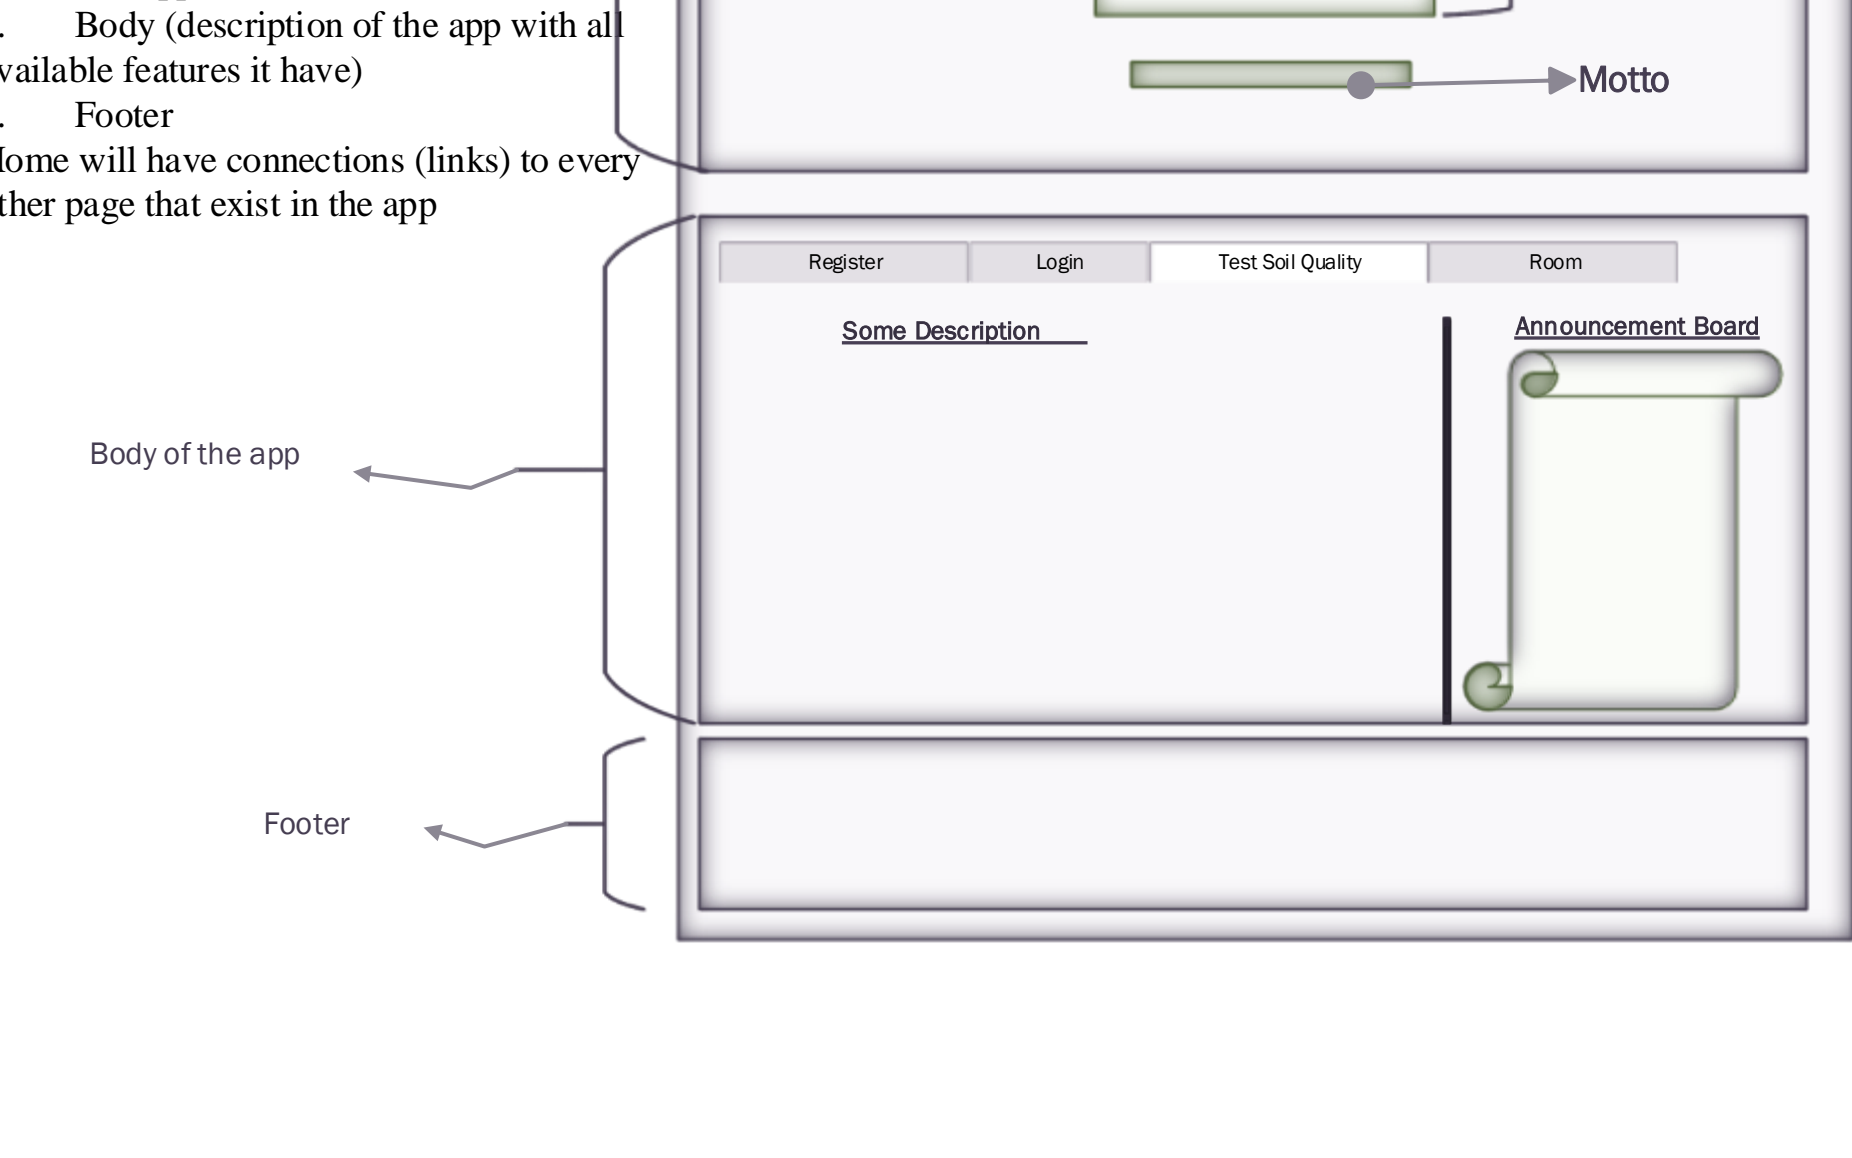 . Body (description of the app with all
vailable features it have)
. Footer
ome will have connections (links) to every
ther page that exist in the app
Motto
Register Login Test Soil Quality Room
Some Description
Announcement Board
Body of the app
Footer